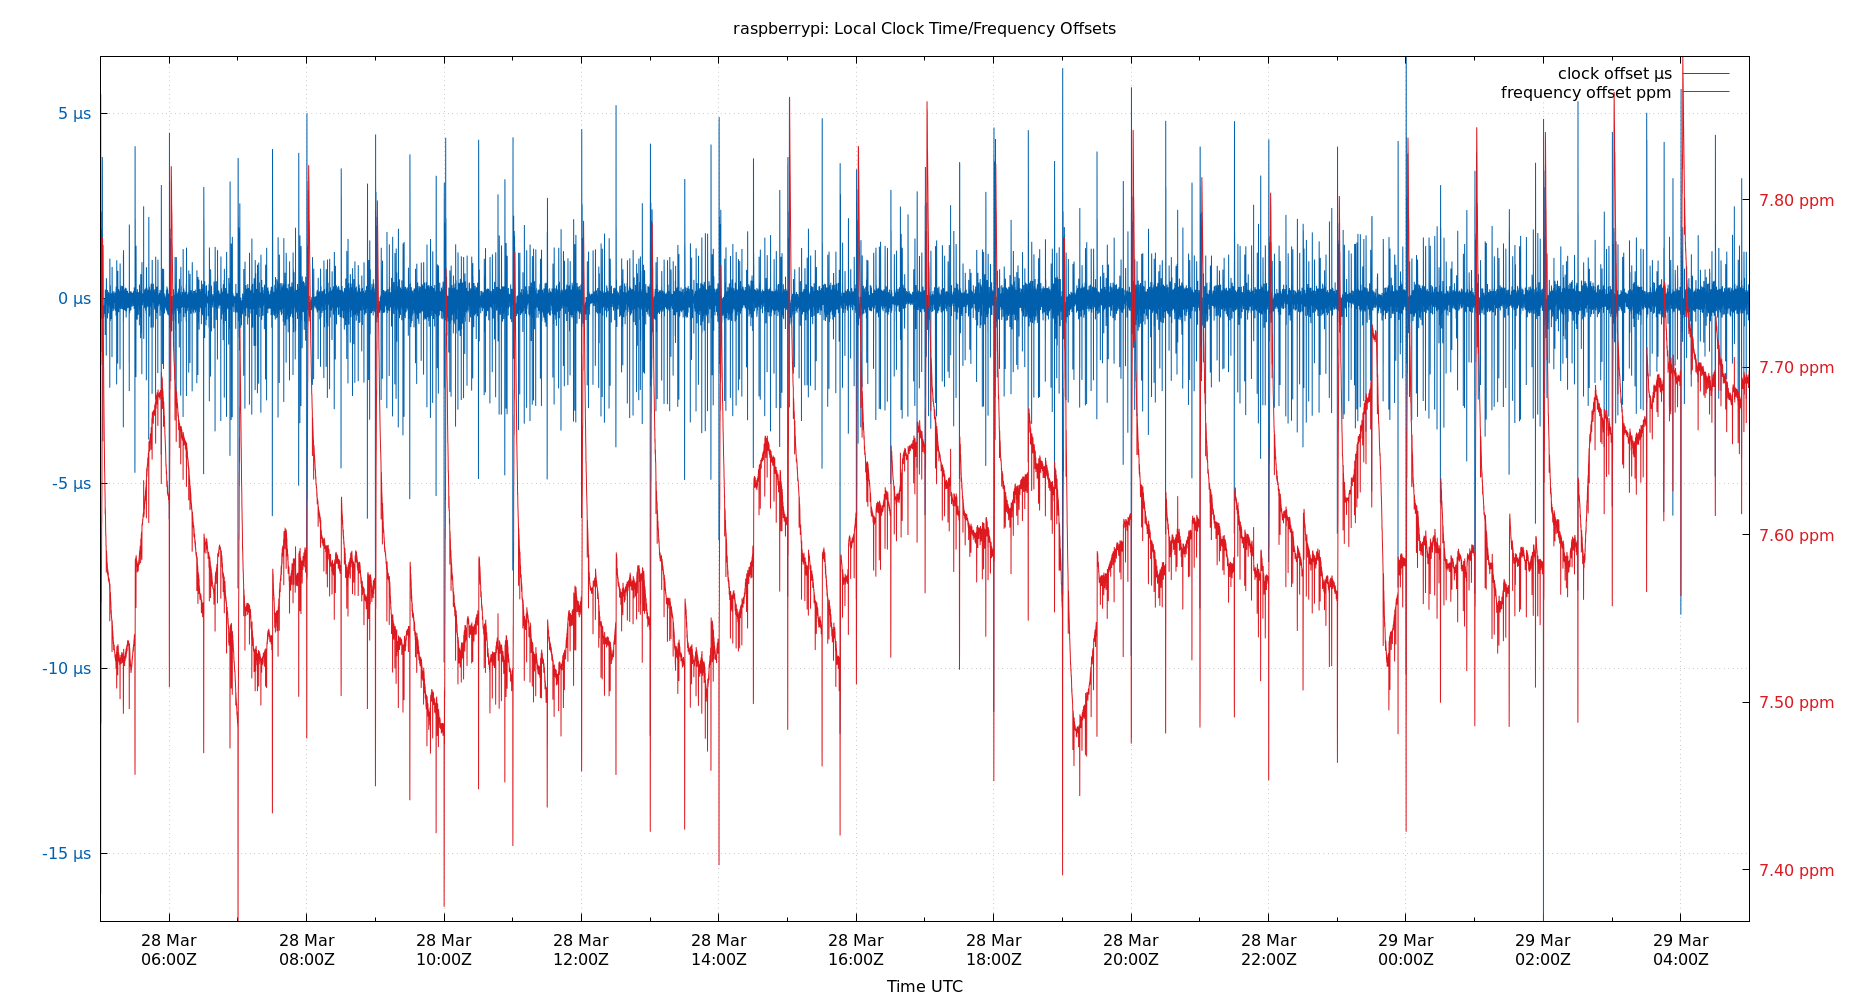 raspberrypi: Local Clock Time/Frequency Offsets
clock offset µs
frequency offset ppm
5 µs
0 µs
-5 µs
-10 µs
-15 µs
7.80 ppm
7.70 ppm
7.60 ppm
7.50 ppm
7.40 ppm
28 Mar 28 Mar 28 Mar 28 Mar 28 Mar 28 Mar 28 Mar 28 Mar 28 Mar 29 Mar 29 Mar 29 Mar
06:00Z 08:00Z 10:00Z 12:00Z 14:00Z 16:00Z 18:00Z 20:00Z 22:00Z 00:00Z 02:00Z 04:00Z
Time UTC